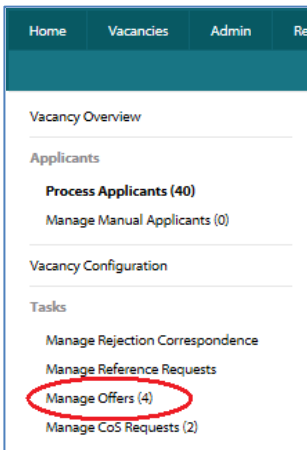 Home Vacancies Admin Re
Vacancy Overview
Applicants
Process Applicants (40)
Manage Manual Applicants (0)
Vacancy Configuration
Tasks
Manage Rejection Correspondence
Manage Reference Requests
Manage Offers (4)
Manage CoS Requests (2)